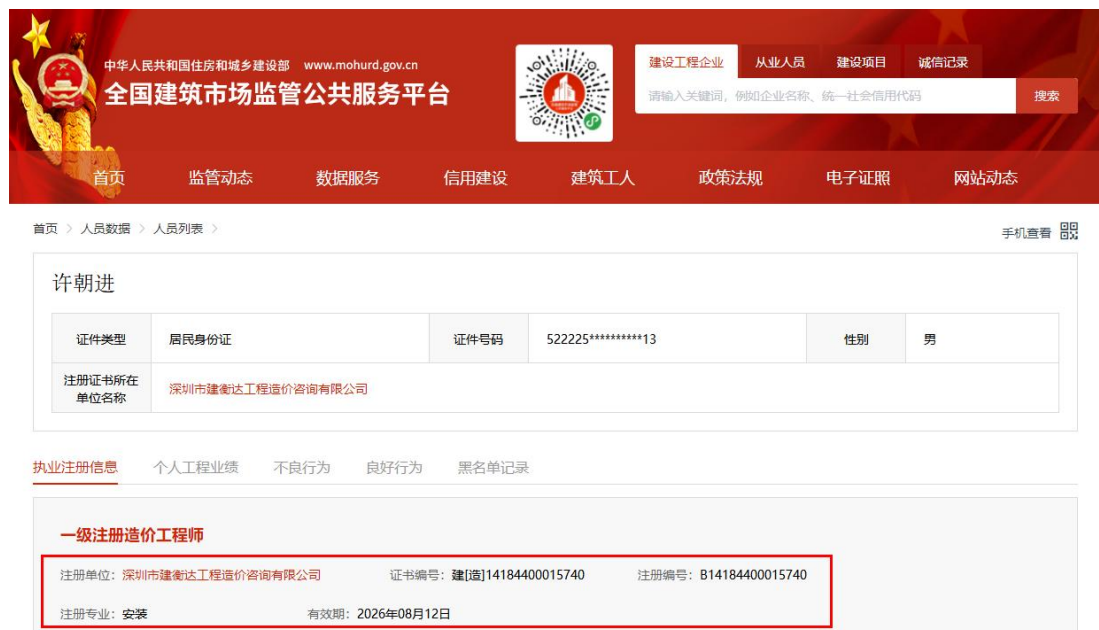 中华人民共和国住房和城乡建设部 www.mohurd.gov.cn
全国建筑市场监管公共服务平台
建设工程企业 从业人员 建设项目 诚信记录
请输入关键词，例如企业名称、统一社会信用代码 搜索
首页 监管动态 数据服务 信用建设 建筑工人 政策法规 电子证照 网站动态
首页 > 人员数据 > 人员列表 >
手机查看
许朝进
证件类型 居民身份证 证件号码 522225**********13 性别 男
注册证书所在
单位名称 深圳市建衡达工程造价咨询有限公司
执业注册信息 个人工程业绩 不良行为 良好行为 黑名单记录
一级注册造价工程师
注册单位：深圳市建衡达工程造价咨询有限公司 证书编号：建[造]14184400015740 注册编号：B14184400015740
注册专业：安装 有效期：2026年08月12日